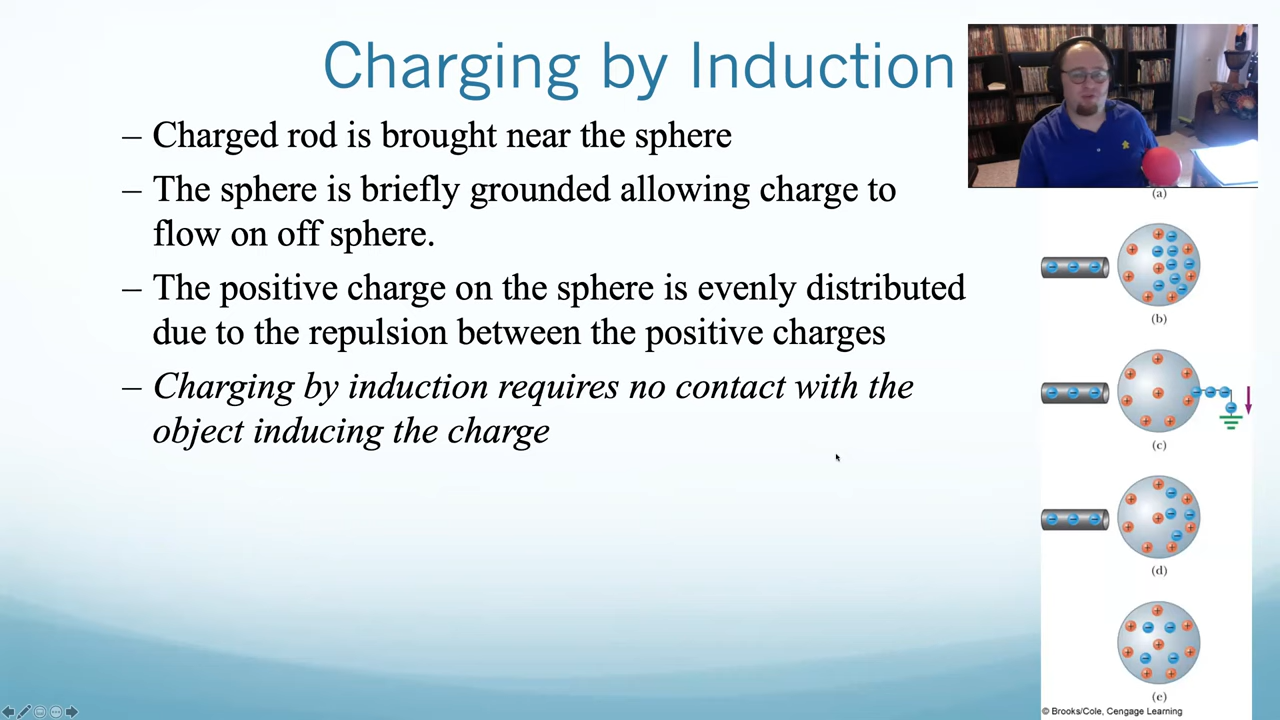 Charging by Induction
– Charged rod is brought near the sphere
– The sphere is briefly grounded allowing charge to
flow on off sphere.
– The positive charge on the sphere is evenly distributed
due to the repulsion between the positive charges
– Charging by induction requires no contact with the
object inducing the charge
(a)
(b)
(c)
(d)
(e)
© Brooks/Cole, Cengage Learning